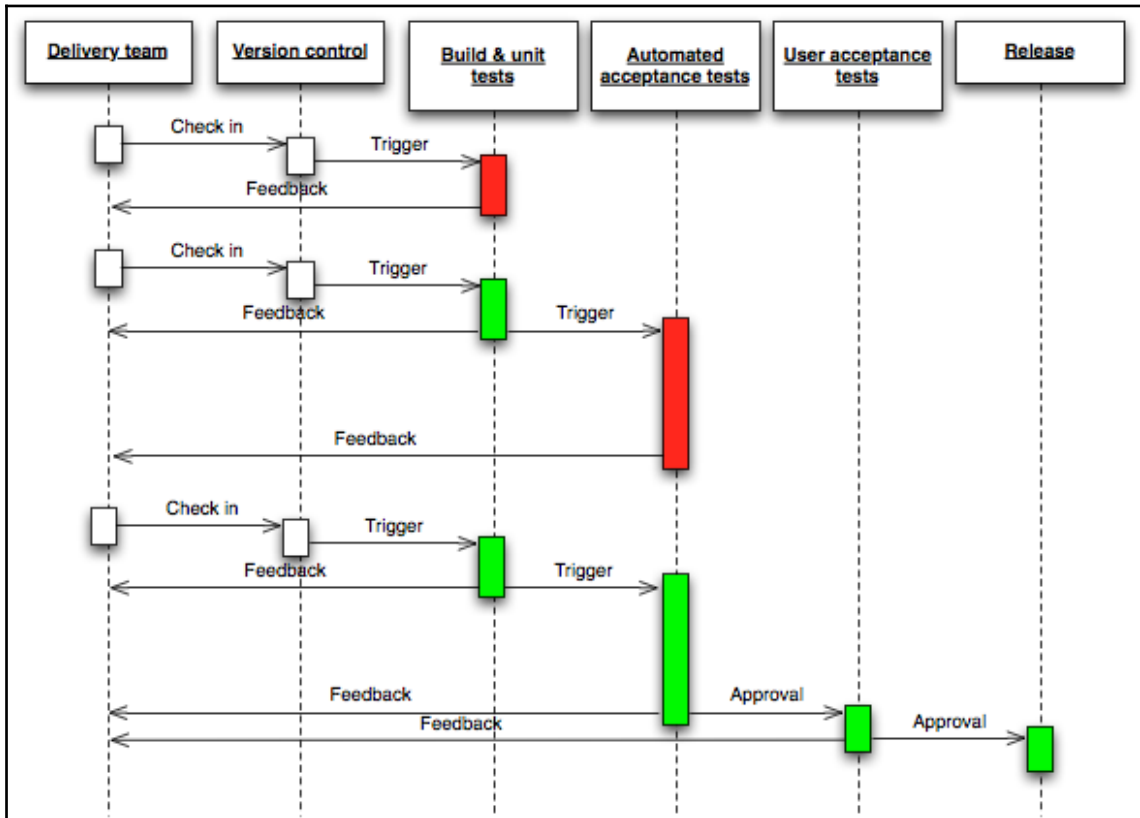 Delivery team
Version control
Build & unit
tests
Automated
acceptance tests
User acceptance
tests
Release
Check in
Trigger
Feedback
Check in
Trigger
Feedback
Trigger
Feedback
Check in
Trigger
Feedback
Trigger
Feedback
Approval
Feedback
Approval